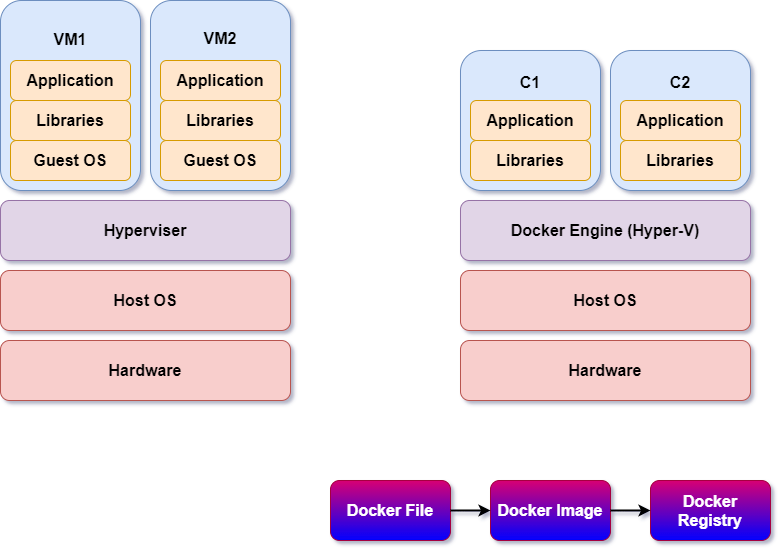 VM1
Application
Libraries
Guest OS
VM2
Application
Libraries
Guest OS
Hyperviser
Host OS
Hardware
C1
Application
Libraries
C2
Application
Libraries
Docker Engine (Hyper-V)
Host OS
Hardware
Docker File
Docker Image
Docker
Registry